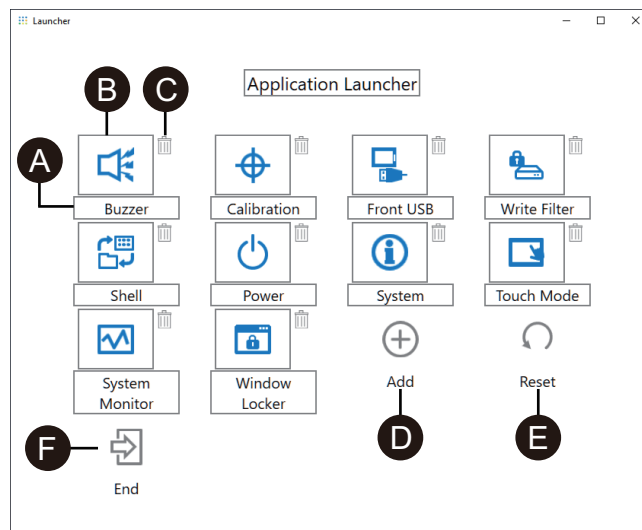 Launcher
Application Launcher
B
C
A
Buzzer
Calibration
Front USB
Write Filter
Shell
Power
System
Touch Mode
System
Monitor
Window
Locker
Add
Reset
D
E
F
End